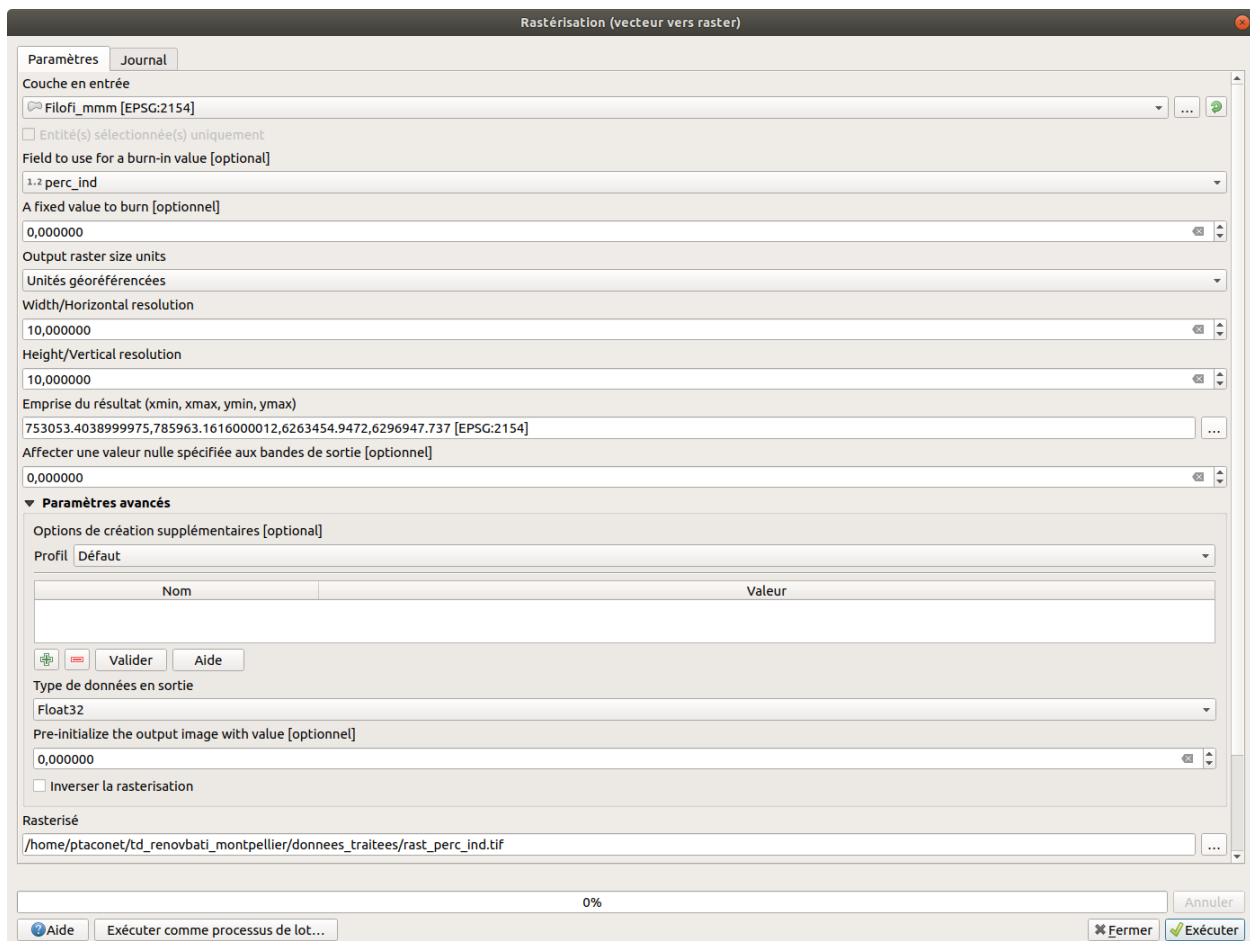 Rastérisation (vecteur vers raster)
Paramètres Journal
Couche en entrée
Filofi_mmm [EPSG:2154]
...
Entité(s) sélectionnée(s) uniquement
Field to use for a burn-in value [optional]
1.2 perc_ind
A fixed value to burn [optionnel]
0,000000
Output raster size units
Unités géoréférencées
Width/Horizontal resolution
10,000000
Height/Vertical resolution
10,000000
Emprise du résultat (xmin, xmax, ymin, ymax)
753053.4038999975,785963.1616000012,6263454.9472,6296947.737 [EPSG:2154]
...
Affecter une valeur nulle spécifiée aux bandes de sortie [optionnel]
0,000000
Paramètres avancés
Options de création supplémentaires [optional]
Profil Défaut
Nom Valeur
Valider Aide
Type de données en sortie
Float32
Pre-initialize the output image with value [optionnel]
0,000000
Inverser la rasterisation
Rasterisé
/home/ptaconet/td_renovbati_montpellier/donnees_traitees/rast_perc_ind.tif
...
0% Annuler
Aide Exécuter comme processus de lot... Fermer Exécuter